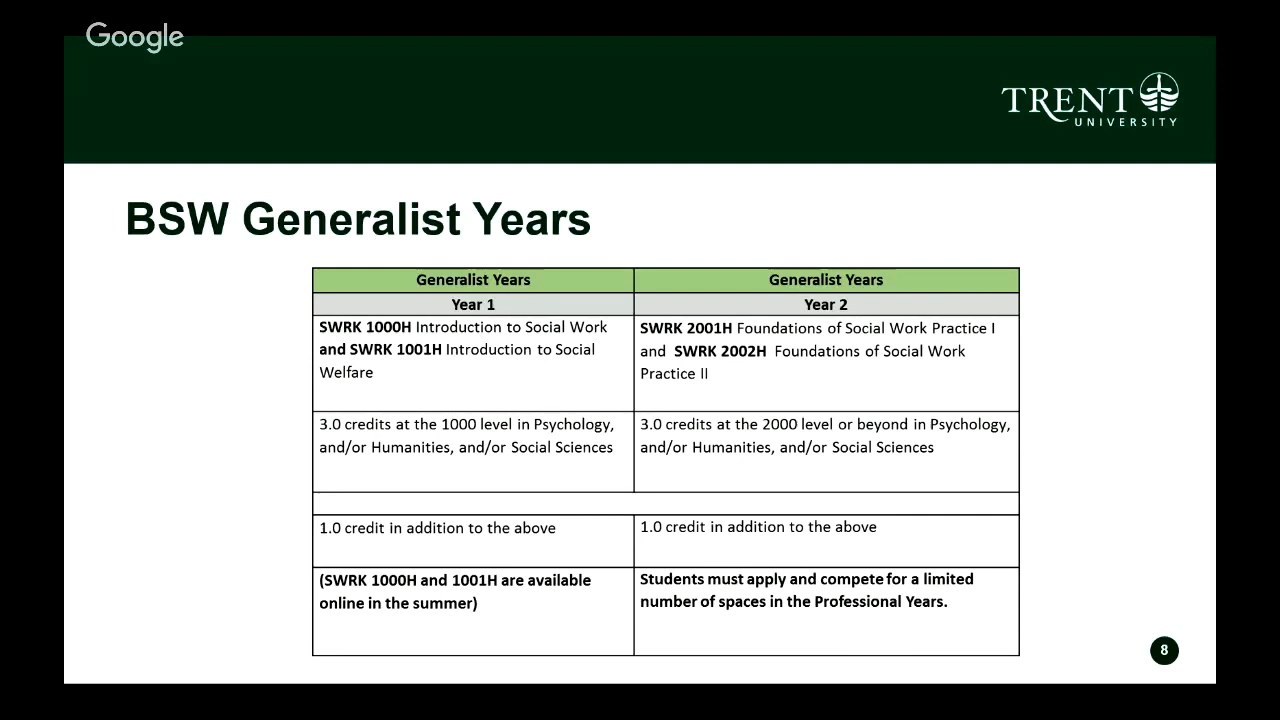 Google
TRENT
UNIVERSITY
BSW Generalist Years
Generalist Years
Generalist Years
Year 1
Year 2
SWRK 1000H Introduction to Social Work
and SWRK 1001H Introduction to Social
Welfare
SWRK 2001H Foundations of Social Work Practice I
and SWRK 2002H Foundations of Social Work
Practice II
3.0 credits at the 1000 level in Psychology,
and/or Humanities, and/or Social Sciences
3.0 credits at the 2000 level or beyond in Psychology,
and/or Humanities, and/or Social Sciences
1.0 credit in addition to the above
1.0 credit in addition to the above
(SWRK 1000H and 1001H are available
online in the summer)
Students must apply and compete for a limited
number of spaces in the Professional Years.
8